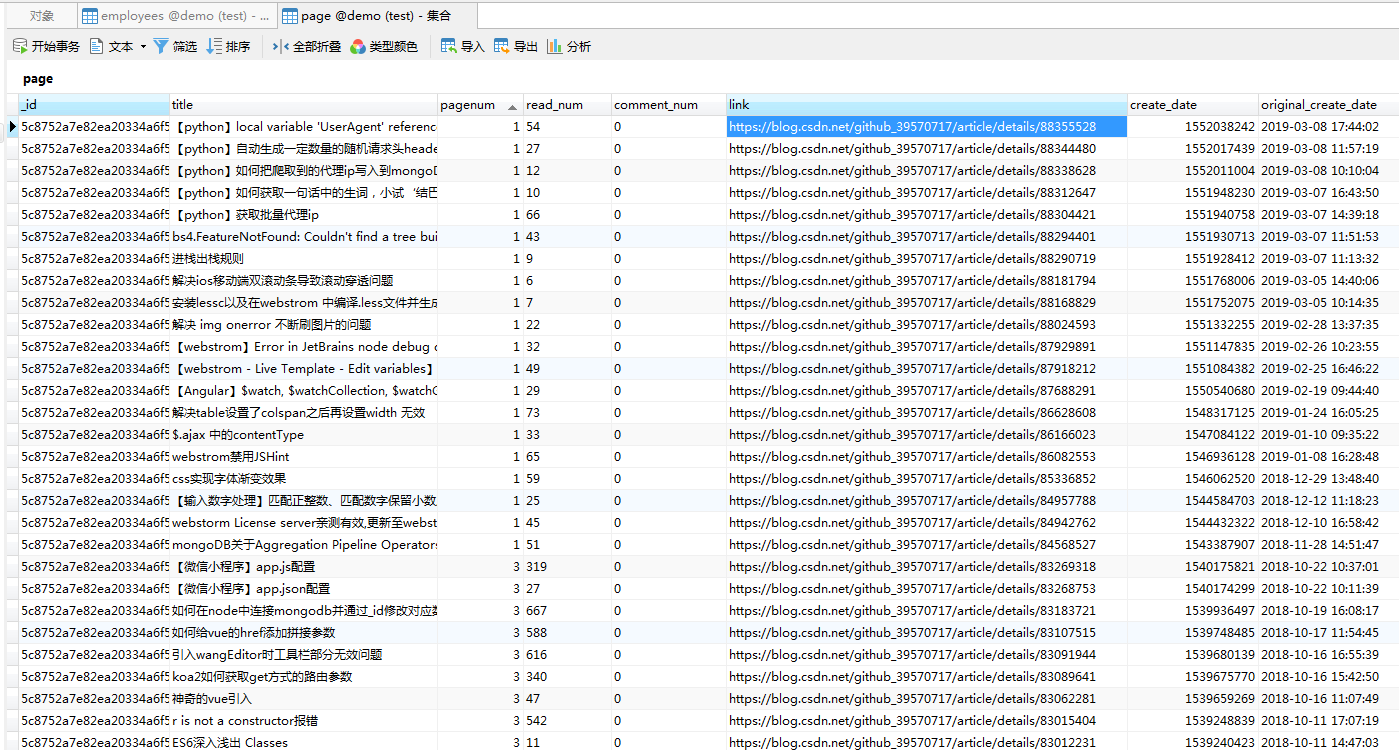 对象 employees @demo (test) - ... page @demo (test) - 集合
开始事务 文本 筛选 排序 全部折叠 类型颜色 导入 导出 分析
page
_id title pagenum read_num comment_num link create_date original_create_date
5c8752a7e82ea20334a6f5 【python】local variable 'UserAgent' referenc 1 54 0 https://blog.csdn.net/github_39570717/article/details/88355528 1552038242 2019-03-08 17:44:02
5c8752a7e82ea20334a6f5 【python】自动生成一定数量的随机请求头heade 1 27 0 https://blog.csdn.net/github_39570717/article/details/88344480 1552017439 2019-03-08 11:57:19
5c8752a7e82ea20334a6f5 【python】如何把爬取到的代理ip写入到mongoD 1 12 0 https://blog.csdn.net/github_39570717/article/details/88338628 1552011004 2019-03-08 10:10:04
5c8752a7e82ea20334a6f5 【python】如何获取一句话中的生词，小试‘结巴 1 10 0 https://blog.csdn.net/github_39570717/article/details/88312647 1551948230 2019-03-07 16:43:50
5c8752a7e82ea20334a6f5 【python】获取批量代理ip 1 66 0 https://blog.csdn.net/github_39570717/article/details/88304421 1551940758 2019-03-07 14:39:18
5c8752a7e82ea20334a6f5 bs4.FeatureNotFound: Couldn't find a tree bui 1 43 0 https://blog.csdn.net/github_39570717/article/details/88294401 1551930713 2019-03-07 11:51:53
5c8752a7e82ea20334a6f5 进栈出栈规则 1 9 0 https://blog.csdn.net/github_39570717/article/details/88290719 1551928412 2019-03-07 11:13:32
5c8752a7e82ea20334a6f5 解决ios移动端双滚动条导致滚动穿透问题 1 6 0 https://blog.csdn.net/github_39570717/article/details/88181794 1551768006 2019-03-05 14:40:06
5c8752a7e82ea20334a6f5 安装lessc以及在webstrom 中编译.less文件并生成 1 7 0 https://blog.csdn.net/github_39570717/article/details/88168829 1551752075 2019-03-05 10:14:35
5c8752a7e82ea20334a6f5 解决 img onerror 不断刷图片的问题 1 22 0 https://blog.csdn.net/github_39570717/article/details/88024593 1551332255 2019-02-28 13:37:35
5c8752a7e82ea20334a6f5 【webstrom】Error in JetBrains node debug c 1 32 0 https://blog.csdn.net/github_39570717/article/details/87929891 1551147835 2019-02-26 10:23:55
5c8752a7e82ea20334a6f5 【webstrom - Live Template - Edit variables】 1 49 0 https://blog.csdn.net/github_39570717/article/details/87918212 1551084382 2019-02-25 16:46:22
5c8752a7e82ea20334a6f5 【Angular】$watch, $watchCollection, $watchG 1 29 0 https://blog.csdn.net/github_39570717/article/details/87688291 1550540680 2019-02-19 09:44:40
5c8752a7e82ea20334a6f5 解决table设置了colspan之后再设置width 无效 1 73 0 https://blog.csdn.net/github_39570717/article/details/86628608 1548317125 2019-01-24 16:05:25
5c8752a7e82ea20334a6f5 $.ajax 中的contentType 1 33 0 https://blog.csdn.net/github_39570717/article/details/86166023 1547084122 2019-01-10 09:35:22
5c8752a7e82ea20334a6f5 webstrom禁用JSHint 1 65 0 https://blog.csdn.net/github_39570717/article/details/86082553 1546936128 2019-01-08 16:28:48
5c8752a7e82ea20334a6f5 css实现字体渐变效果 1 59 0 https://blog.csdn.net/github_39570717/article/details/85336852 1546062520 2018-12-29 13:48:40
5c8752a7e82ea20334a6f5 【输入数字处理】匹配正整数、匹配数字保留小数 1 25 0 https://blog.csdn.net/github_39570717/article/details/84957788 1544584703 2018-12-12 11:18:23
5c8752a7e82ea20334a6f5 webstorm License server亲测有效,更新至webst 1 45 0 https://blog.csdn.net/github_39570717/article/details/84942762 1544432322 2018-12-10 16:58:42
5c8752a7e82ea20334a6f5 mongoDB关于Aggregation Pipeline Operators 1 51 0 https://blog.csdn.net/github_39570717/article/details/84568527 1543387907 2018-11-28 14:51:47
5c8752a7e82ea20334a6f5 【微信小程序】app.js配置 3 319 0 https://blog.csdn.net/github_39570717/article/details/83269318 1540175821 2018-10-22 10:37:01
5c8752a7e82ea20334a6f5 【微信小程序】app.json配置 3 27 0 https://blog.csdn.net/github_39570717/article/details/83268753 1540174299 2018-10-22 10:11:39
5c8752a7e82ea20334a6f5 如何在node中连接mongodb并通过_id修改对应数 3 667 0 https://blog.csdn.net/github_39570717/article/details/83183721 1539936497 2018-10-19 16:08:17
5c8752a7e82ea20334a6f5 如何给vue的href添加拼接参数 3 588 0 https://blog.csdn.net/github_39570717/article/details/83107515 1539748485 2018-10-17 11:54:45
5c8752a7e82ea20334a6f5 引入wangEditor时工具栏部分无效问题 3 616 0 https://blog.csdn.net/github_39570717/article/details/83091944 1539680139 2018-10-16 16:55:39
5c8752a7e82ea20334a6f5 koa2如何获取get方式的路由参数 3 340 0 https://blog.csdn.net/github_39570717/article/details/83089641 1539675770 2018-10-16 15:42:50
5c8752a7e82ea20334a6f5 神奇的vue引入 3 47 0 https://blog.csdn.net/github_39570717/article/details/83062281 1539659269 2018-10-16 11:07:49
5c8752a7e82ea20334a6f5 r is not a constructor报错 3 542 0 https://blog.csdn.net/github_39570717/article/details/83015404 1539248839 2018-10-11 17:07:19
5c8752a7e82ea20334a6f5 ES6深入浅出 Classes 3 11 0 https://blog.csdn.net/github_39570717/article/details/83012231 1539240423 2018-10-11 14:47:03